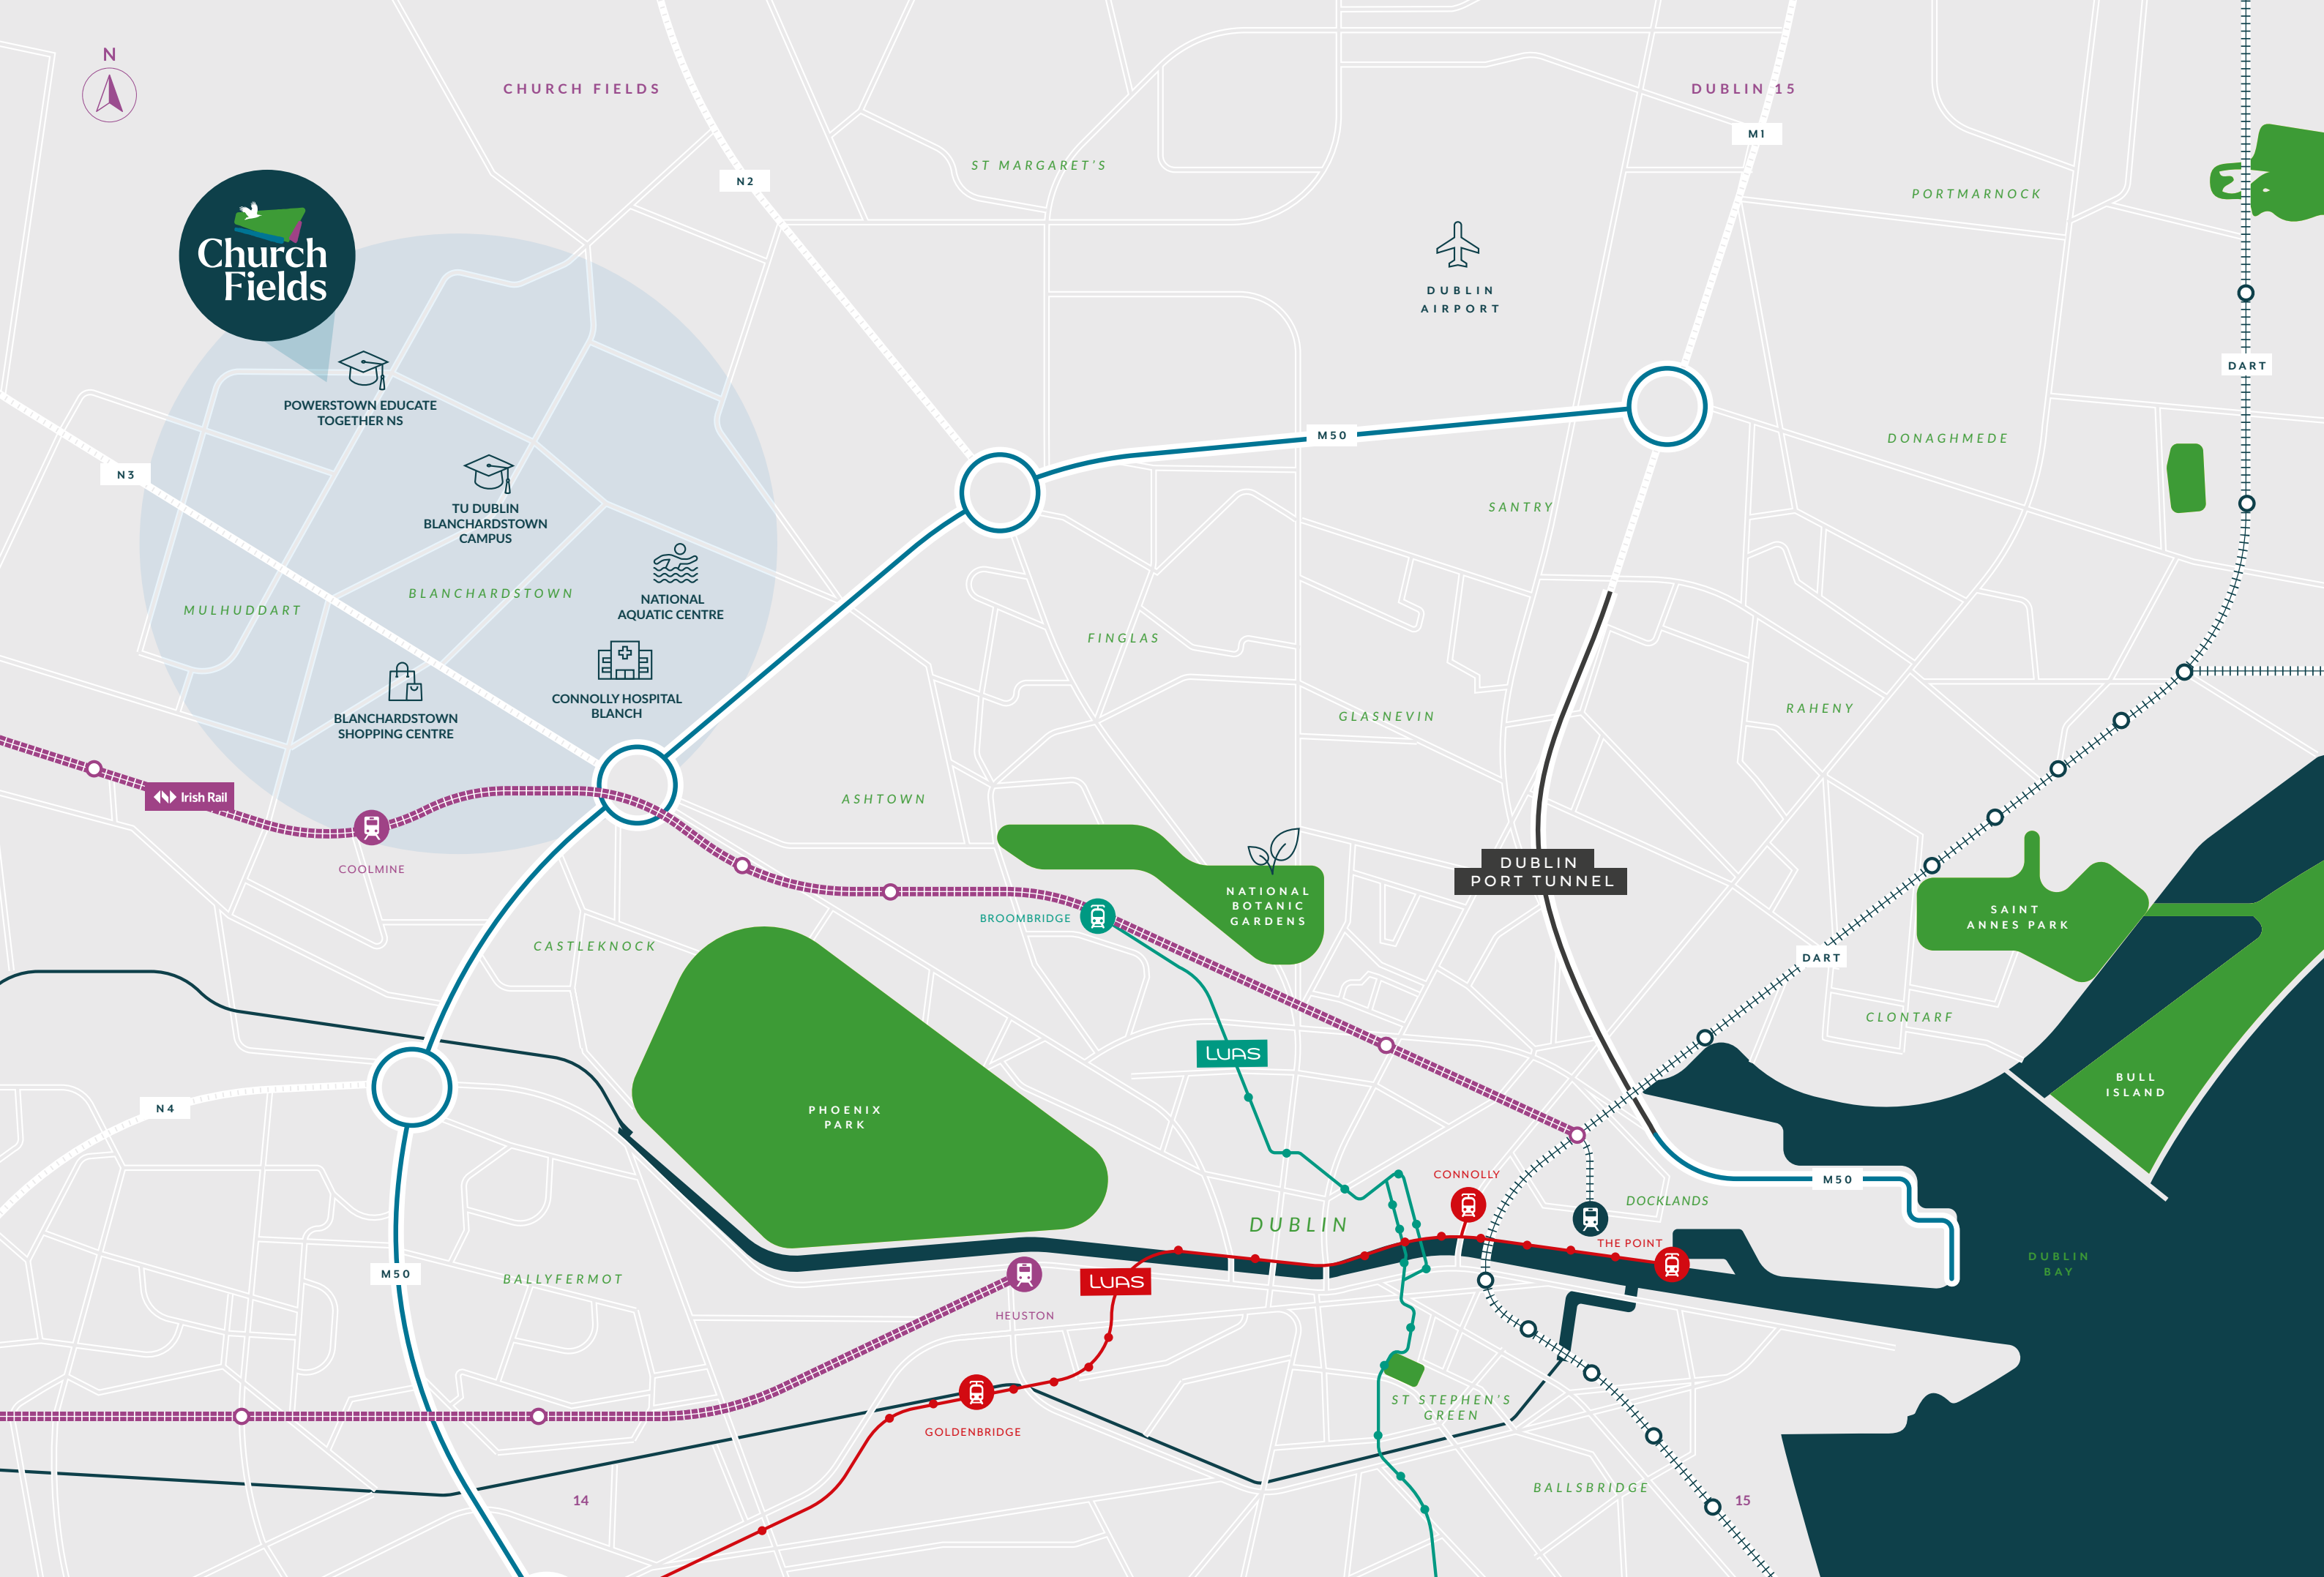 N
CHURCH FIELDS
DUBLIN 15
M1
ST MARGARET'S
N2
PORTMARNOCK
Church
Fields
DUBLIN
AIRPORT
DART
POWERSTOWN EDUCATE
TOGETHER NS
M50
DONAGHMEDE
N3
TU DUBLIN
BLANCHARDSTOWN
CAMPUS
SANTRY
BLANCHARDSTOWN
MULHUDDART
NATIONAL
AQUATIC CENTRE
FINGLAS
CONNOLLY HOSPITAL
BLANCH
BLANCHARDSTOWN
SHOPPING CENTRE
GLASNEVIN
RAHENY
Irish Rail
ASHTOWN
COOLMINE
DUBLIN
PORT TUNNEL
NATIONAL
BOTANIC
GARDENS
BROOMBRIDGE
SAINT
ANNES PARK
CASTLEKNOCK
DART
CLONTARF
LUAS
BULL
ISLAND
N4
PHOENIX
PARK
CONNOLLY
M50
DOCKLANDS
DUBLIN
THE POINT
DUBLIN
BAY
M50
BALLYFERMOT
LUAS
HEUSTON
ST STEPHEN'S
GREEN
GOLDENBRIDGE
BALLSBRIDGE
14
15